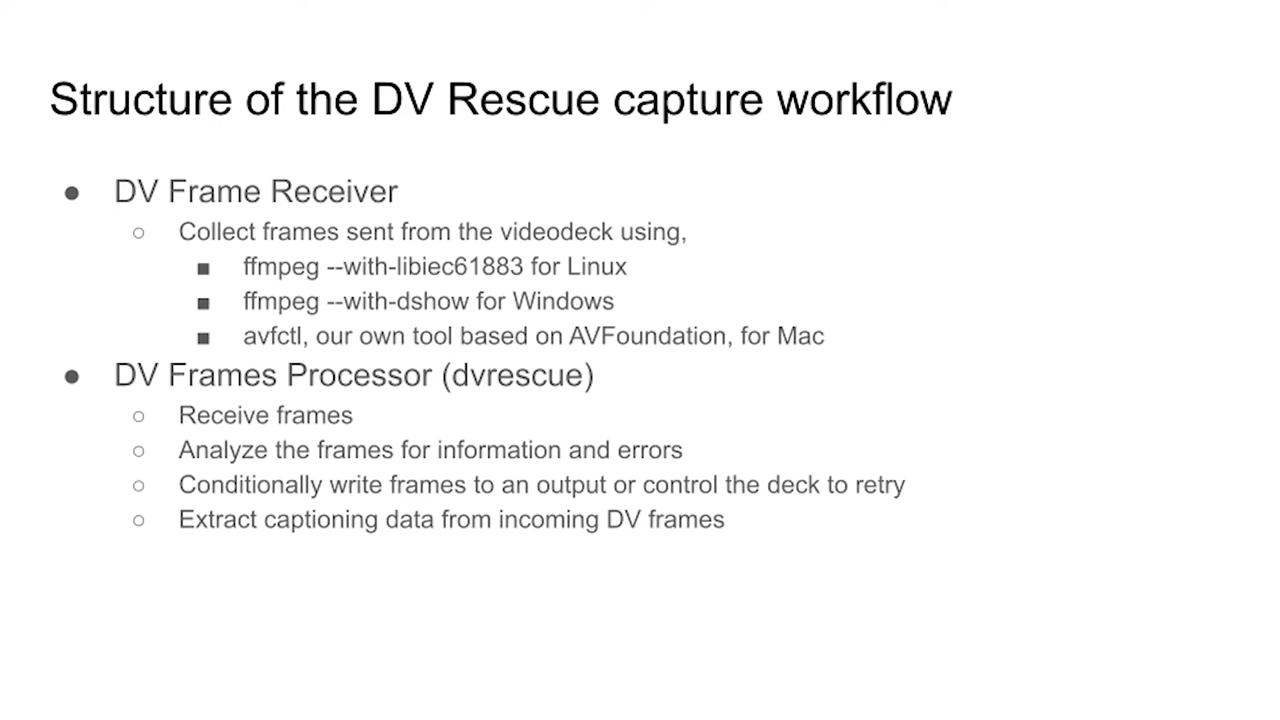 Structure of the DV Rescue capture workflow
● DV Frame Receiver
○ Collect frames sent from the videodeck using,
■ ffmpeg --with-libiec61883 for Linux
■ ffmpeg --with-dshow for Windows
■ avfctl, our own tool based on AVFoundation, for Mac
● DV Frames Processor (dvrescue)
○ Receive frames
○ Analyze the frames for information and errors
○ Conditionally write frames to an output or control the deck to retry
○ Extract captioning data from incoming DV frames